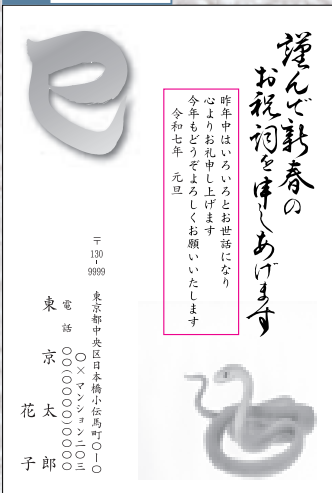 謹んで新春の
お祝詞を申しあげます
昨年中はいろいろとお世話になり
心よりお礼申し上げます
今年もどうぞよろしくお願いいたします
令和七年　元旦
巳
〒130-9999
東京都中央区日本橋小伝馬町〇ー〇
〇×マンション二〇三
電話　〇〇(〇〇〇〇)〇〇〇〇
東京　太郎
花子